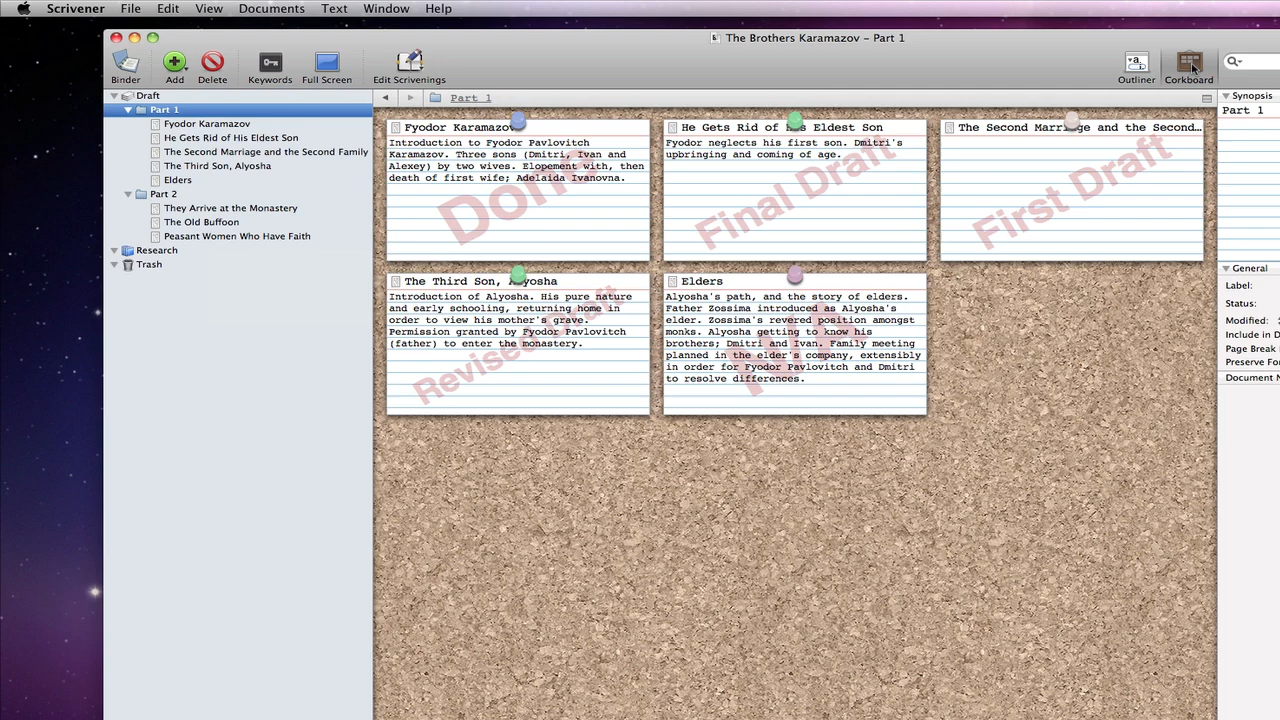 Scrivener File Edit View Documents Text Window Help
The Brothers Karamazov – Part 1
Binder Add Delete Keywords Full Screen Edit Scrivenings Outliner Corkboard
Draft
Part 1
Fyodor Karamazov
He Gets Rid of His Eldest Son
The Second Marriage and the Second Family
The Third Son, Alyosha
Elders
Part 2
They Arrive at the Monastery
The Old Buffoon
Peasant Women Who Have Faith
Research
Trash
Part 1
Fyodor Karamazov
Introduction to Fyodor Pavlovitch
Karamazov. Three sons (Dmitri, Ivan and
Alexey) by two wives. Elopement with, then
death of first wife; Adelaida Ivanovna.
Done
He Gets Rid of His Eldest Son
Fyodor neglects his first son. Dmitri's
upbringing and coming of age.
Final Draft
The Second Marriage and the Second…
First Draft
The Third Son, Alyosha
Introduction of Alyosha. His pure nature
and early schooling, returning home in
order to view his mother's grave.
Permission granted by Fyodor Pavlovitch
(father) to enter the monastery.
Revised Draft
Elders
Alyosha's path, and the story of elders.
Father Zossima introduced as Alyosha's
elder. Zossima's revered position amongst
monks. Alyosha getting to know his
brothers; Dmitri and Ivan. Family meeting
planned in the elder's company, extensibly
in order for Fyodor Pavlovitch and Dmitri
to resolve differences.
N/A
Synopsis
Part 1
General
Label:
Status:
Modified:
Include in
Page Break
Preserve
Document